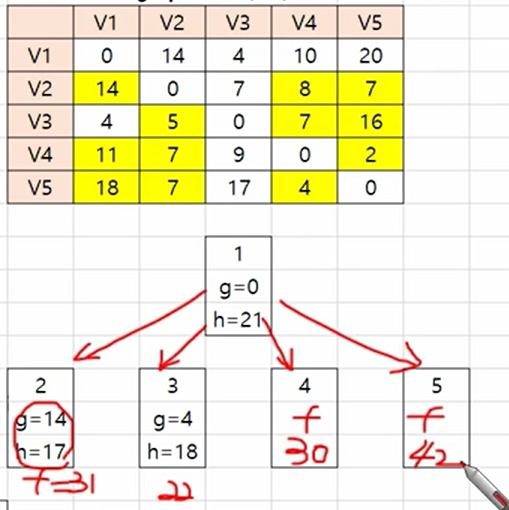 V1 V2 V3 V4 V5
V1 0 14 4 10 20
V2 14 0 7 8 7
V3 4 5 0 7 16
V4 11 7 9 0 2
V5 18 7 17 4 0
1
g=0
h=21
2 3 4 5
g=14 g=4 f f
h=17 h=18 30 42
f=31 22